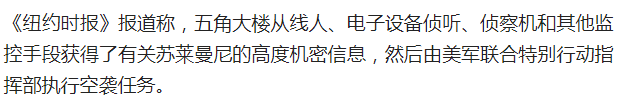 《纽约时报》报道称，五角大楼从线人、电子设备侦听、侦察机和其他监
控手段获得了有关苏莱曼尼的高度机密信息，然后由美军联合特别行动指
挥部执行空袭任务。